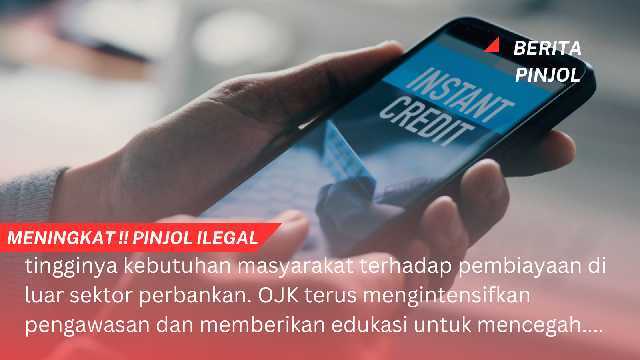 BERITA
PINJOL
INSTANT
CREDIT
MENINGKAT !! PINJOL ILEGAL
tingginya kebutuhan masyarakat terhadap pembiayaan di
luar sektor perbankan. OJK terus mengintensifkan
pengawasan dan memberikan edukasi untuk mencegah....